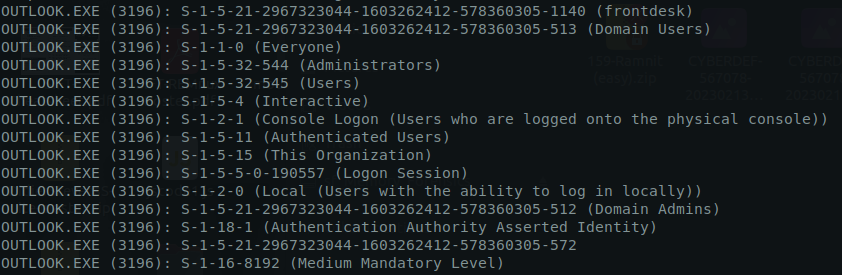 OUTLOOK.EXE (3196): S-1-5-21-2967323044-1603262412-578360305-1140 (frontdesk)
OUTLOOK.EXE (3196): S-1-5-21-2967323044-1603262412-578360305-513 (Domain Users)
OUTLOOK.EXE (3196): S-1-1-0 (Everyone)
OUTLOOK.EXE (3196): S-1-5-32-544 (Administrators)
OUTLOOK.EXE (3196): S-1-5-32-545 (Users)
OUTLOOK.EXE (3196): S-1-5-4 (Interactive)
OUTLOOK.EXE (3196): S-1-2-1 (Console Logon (Users who are logged onto the physical console))
OUTLOOK.EXE (3196): S-1-5-11 (Authenticated Users)
OUTLOOK.EXE (3196): S-1-5-15 (This Organization)
OUTLOOK.EXE (3196): S-1-5-5-0-190557 (Logon Session)
OUTLOOK.EXE (3196): S-1-2-0 (Local (Users with the ability to log in locally))
OUTLOOK.EXE (3196): S-1-5-21-2967323044-1603262412-578360305-512 (Domain Admins)
OUTLOOK.EXE (3196): S-1-18-1 (Authentication Authority Asserted Identity)
OUTLOOK.EXE (3196): S-1-5-21-2967323044-1603262412-578360305-572
OUTLOOK.EXE (3196): S-1-16-8192 (Medium Mandatory Level)